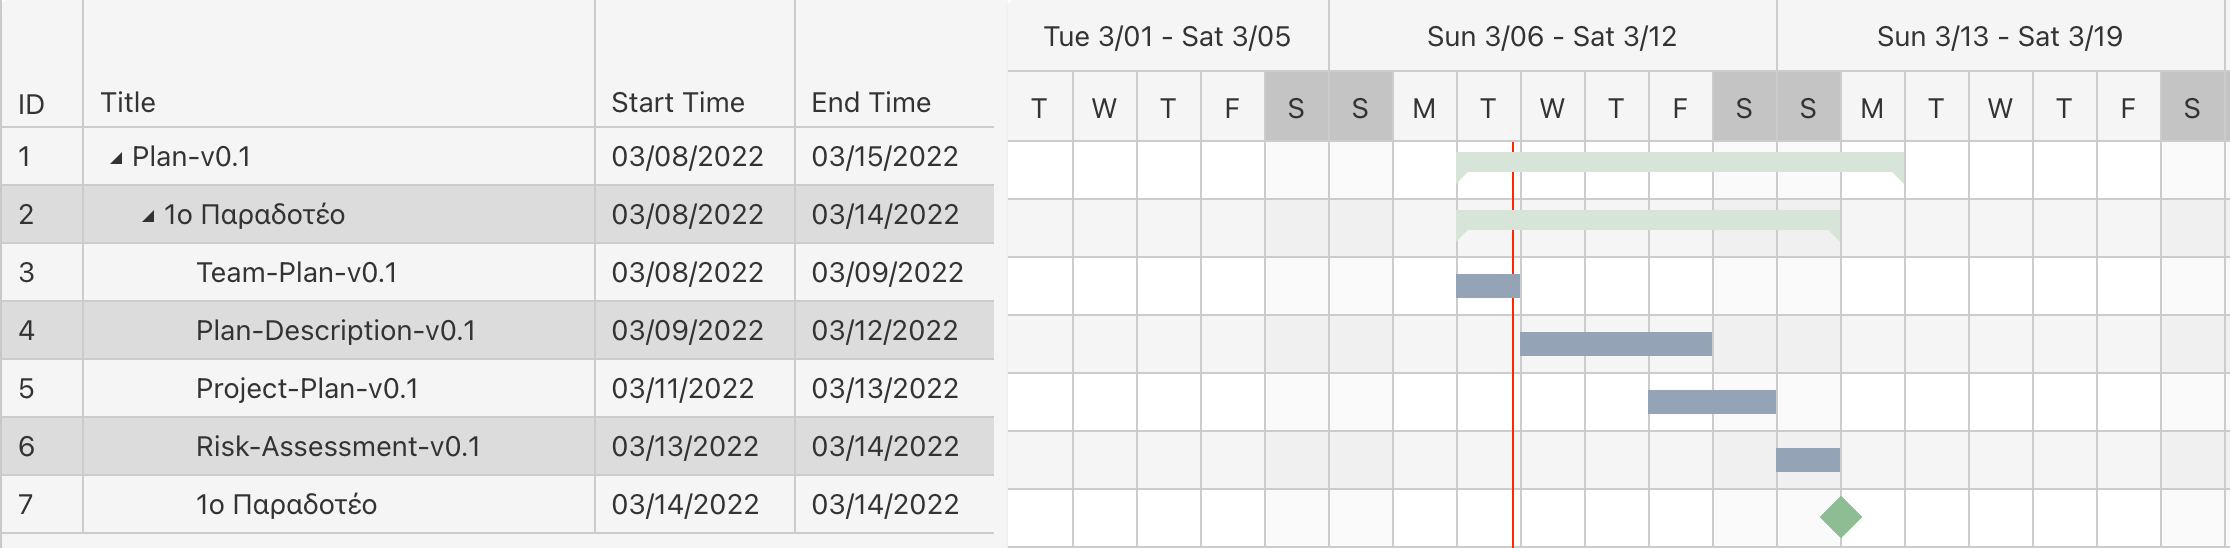 Tue 3/01 - Sat 3/05 Sun 3/06 - Sat 3/12 Sun 3/13 - Sat 3/19
ID Title Start Time End Time T W T F S S M T W T F S S M T W T F S
1 Plan-v0.1 03/08/2022 03/15/2022
2 1ο Παραδοτέο 03/08/2022 03/14/2022
3 Team-Plan-v0.1 03/08/2022 03/09/2022
4 Plan-Description-v0.1 03/09/2022 03/12/2022
5 Project-Plan-v0.1 03/11/2022 03/13/2022
6 Risk-Assessment-v0.1 03/13/2022 03/14/2022
7 1ο Παραδοτέο 03/14/2022 03/14/2022